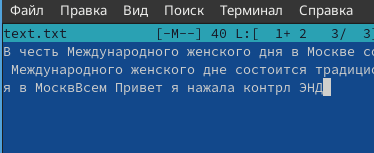 Файл Правка Вид Поиск Терминал Справка
text.txt [-M--] 40 L:[ 1+ 2 3/ 3]
В честь Международного женского дня в Москве со
Международного женского дне состоится традицио
я в МосквВсем Привет я нажала контрл ЭНД